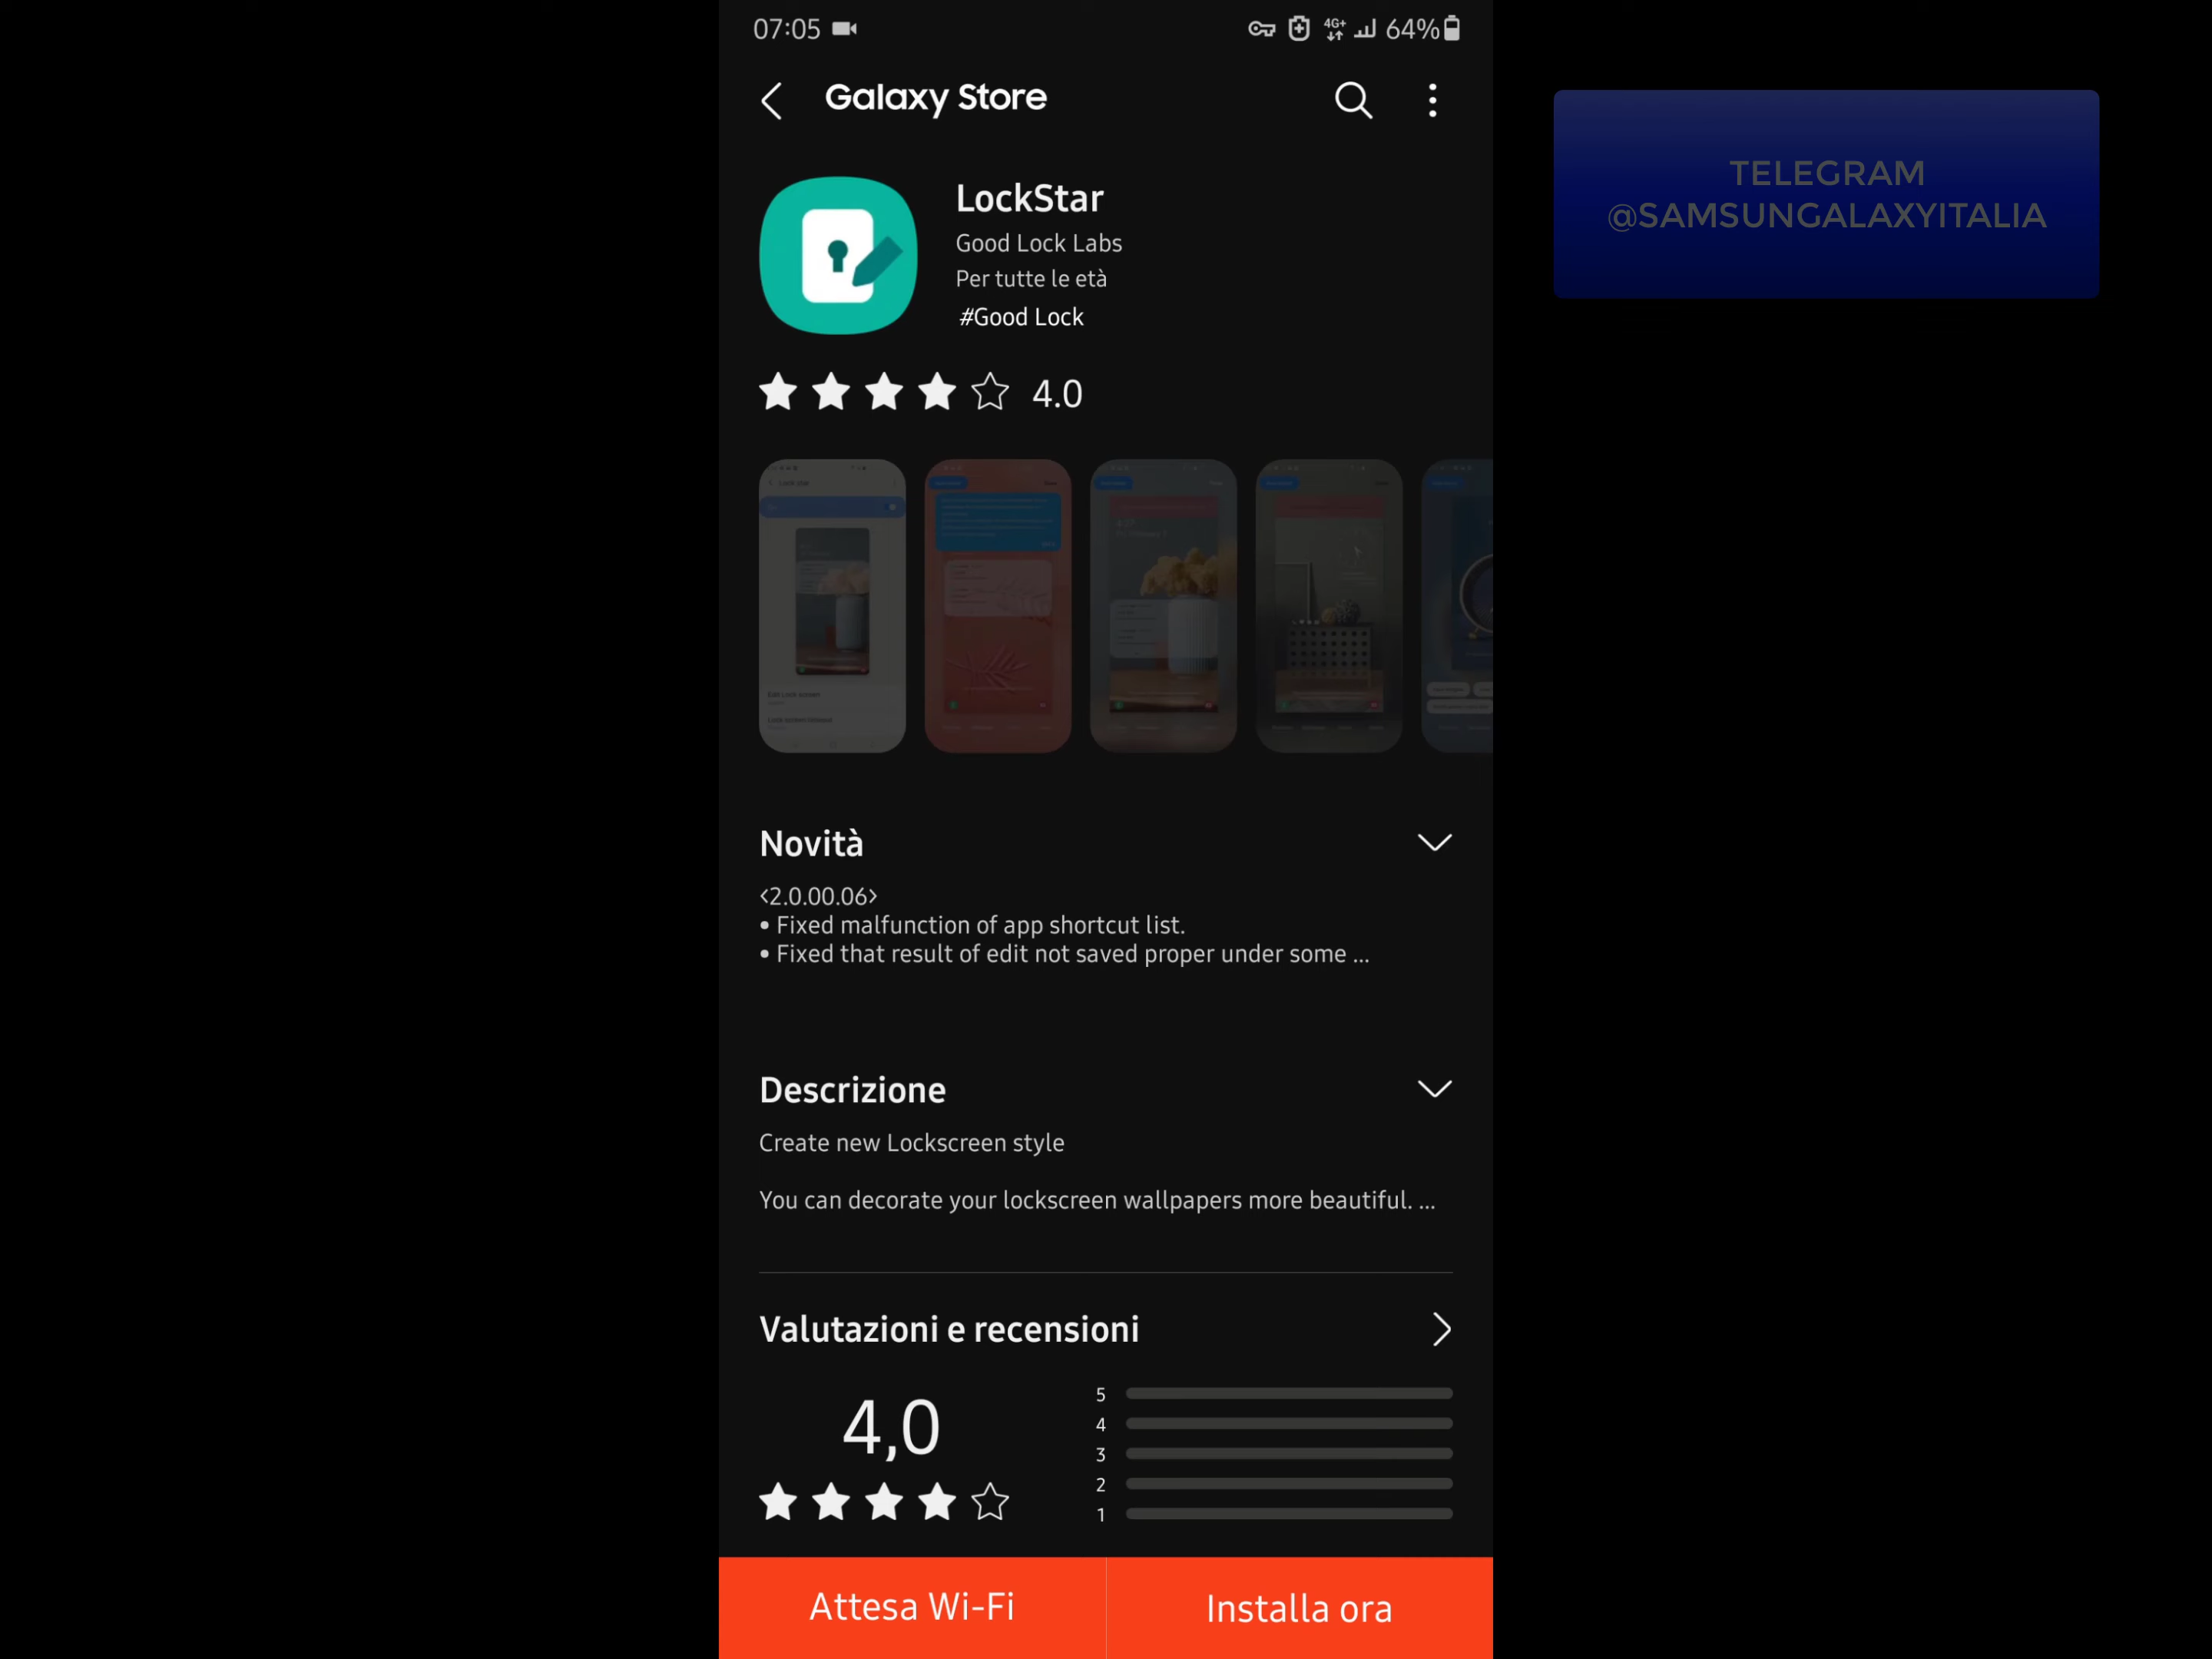 07:05
4G+ 64%
Galaxy Store
TELEGRAM
@SAMSUNGALAXYITALIA
LockStar
Good Lock Labs
Per tutte le età
#Good Lock
4.0
Novità
<2.0.00.06>
• Fixed malfunction of app shortcut list.
• Fixed that result of edit not saved proper under some ...
Descrizione
Create new Lockscreen style
You can decorate your lockscreen wallpapers more beautiful. ...
Valutazioni e recensioni
4,0
5
4
3
2
1
Attesa Wi-Fi
Installa ora